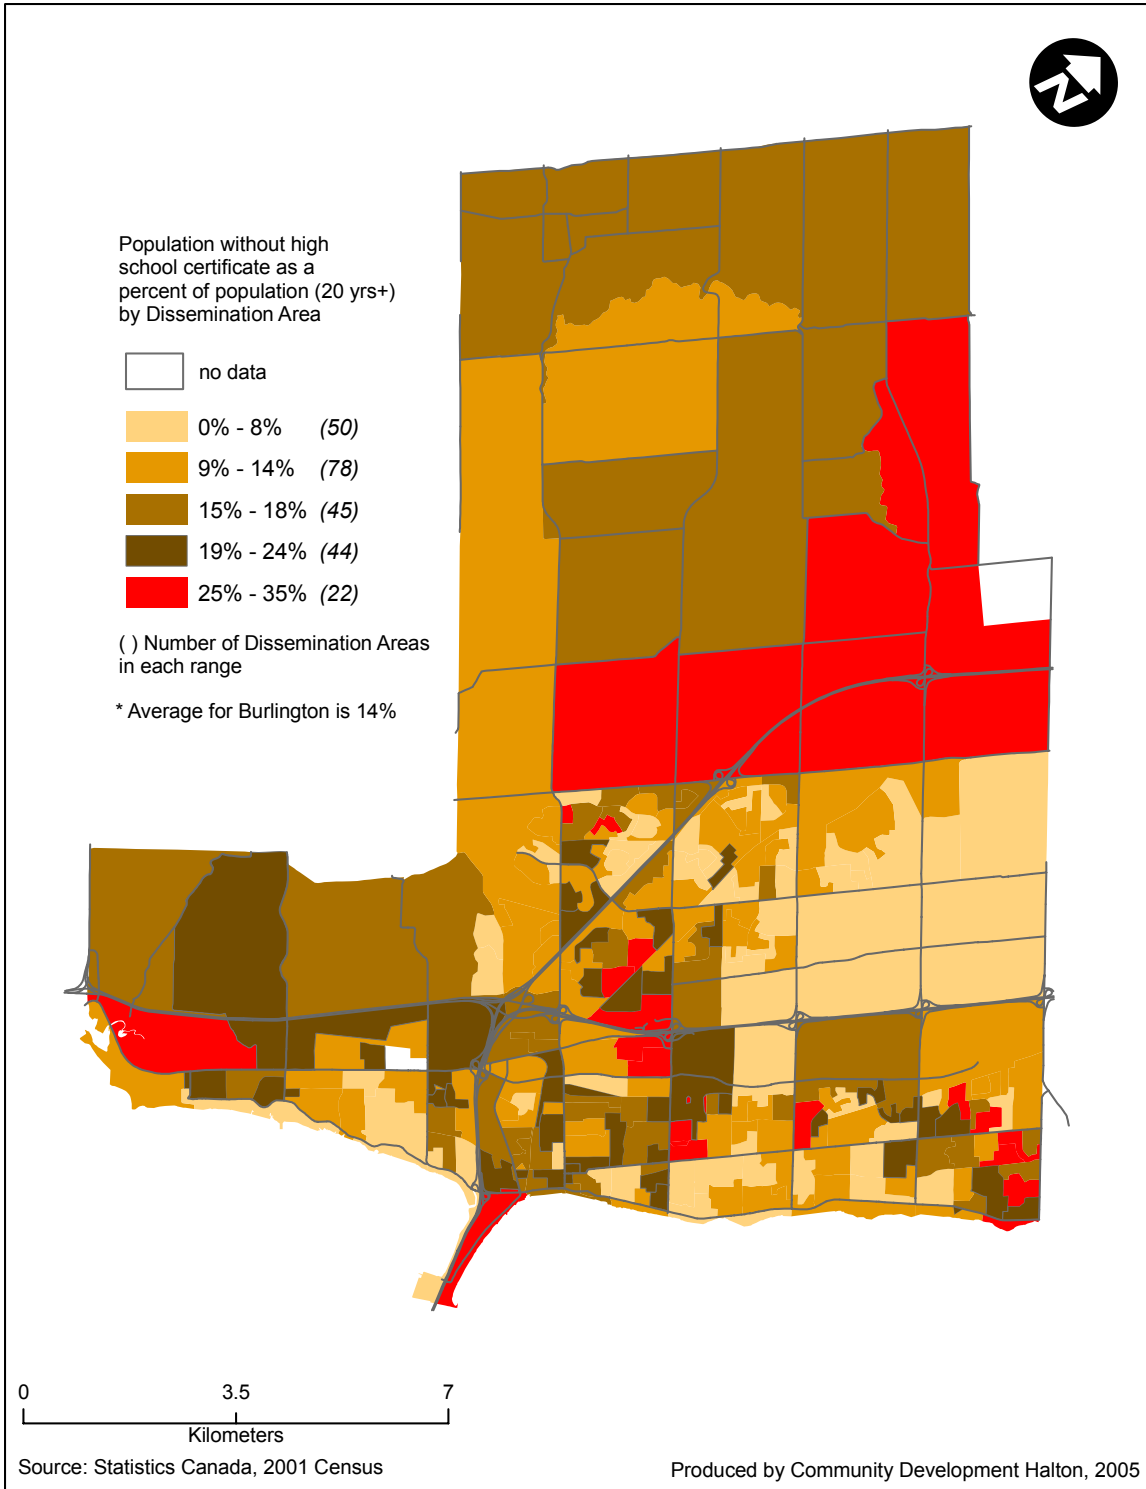 N
Population without high
school certificate as a
percent of population (20 yrs+)
by Dissemination Area
no data
0% - 8% (50)
9% - 14% (78)
15% - 18% (45)
19% - 24% (44)
25% - 35% (22)
( ) Number of Dissemination Areas
in each range
* Average for Burlington is 14%
0 3.5 7
Kilometers
Source: Statistics Canada, 2001 Census
Produced by Community Development Halton, 2005